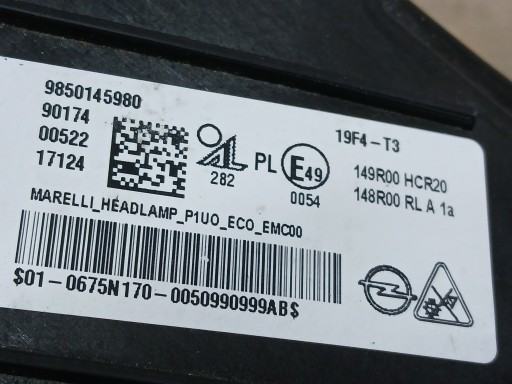 9850145980
90174
00522
17124
AL
282
PL
E49
0054
19F4-T3
149R00 HCR20
148R00 RL A 1a
MARELLI_HEADLAMP_P1UO_ECO_EMC00
$01-0675N170-0050990999AB$